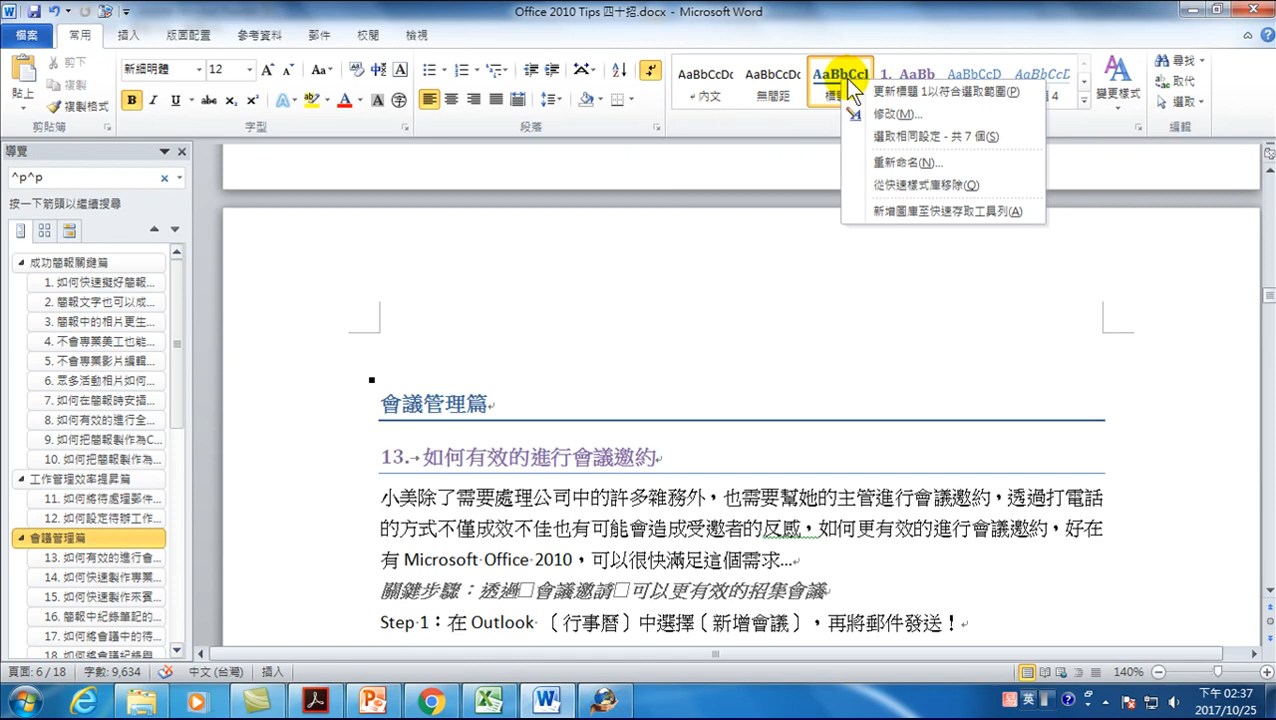 Office 2010 Tips 四十招.docx - Microsoft Word
檔案 常用 插入 版面配置 參考資料 郵件 校閱 檢視
貼上 剪下 複製 複製格式
新細明體 12
AaBbCcDc AaBbCcDc AaBbCcI 1. AaBb AaBbCcD AaBbCcD
內文 無間距 4 變更樣式
尋找 取代 選取
剪貼簿 字型 段落 編輯
更新標題 1以符合選取範圍(P)
修改(M)...
選取相同設定 - 共 7 個(S)
重新命名(N)...
從快速樣式庫移除(Q)
新增圖庫至快速存取工具列(A)
導覽
^p^p
按一下箭頭以繼續搜尋
成功簡報關鍵篇
1. 如何快速擬好簡報...
2. 簡報文字也可以成...
3. 簡報中的相片更生...
4. 不會專業美工也能...
5. 不會專業影片編輯...
6. 眾多活動相片如何...
7. 如何在簡報時安插...
8. 如何有效的進行全...
9. 如何把簡報製作為C...
10. 如何把簡報製作為...
工作管理效率提昇篇
11. 如何將待處理郵件...
12. 如何設定待辦工作...
會議管理篇
13. 如何有效的進行會...
14. 如何快速製作專業...
15. 如何快速製作來賓...
16. 簡報中紀錄筆記的...
17. 如何將會議中的待...
18. 如何將會議紀錄與...
會議管理篇
13. 如何有效的進行會議邀約
小美除了需要處理公司中的許多雜務外，也需要幫她的主管進行會議邀約，透過打電話
的方式不僅成效不佳也有可能會造成受邀者的反感，如何更有效的進行會議邀約，好在
有 Microsoft Office 2010，可以很快滿足這個需求...
關鍵步驟：透過□會議邀請□可以更有效的招集會議
Step 1：在 Outlook 〔行事曆〕中選擇〔新增會議〕，再將郵件發送！
頁面: 6 / 18 字數: 9,634 中文 (台灣) 插入 140%
英
下午 02:37
2017/10/25